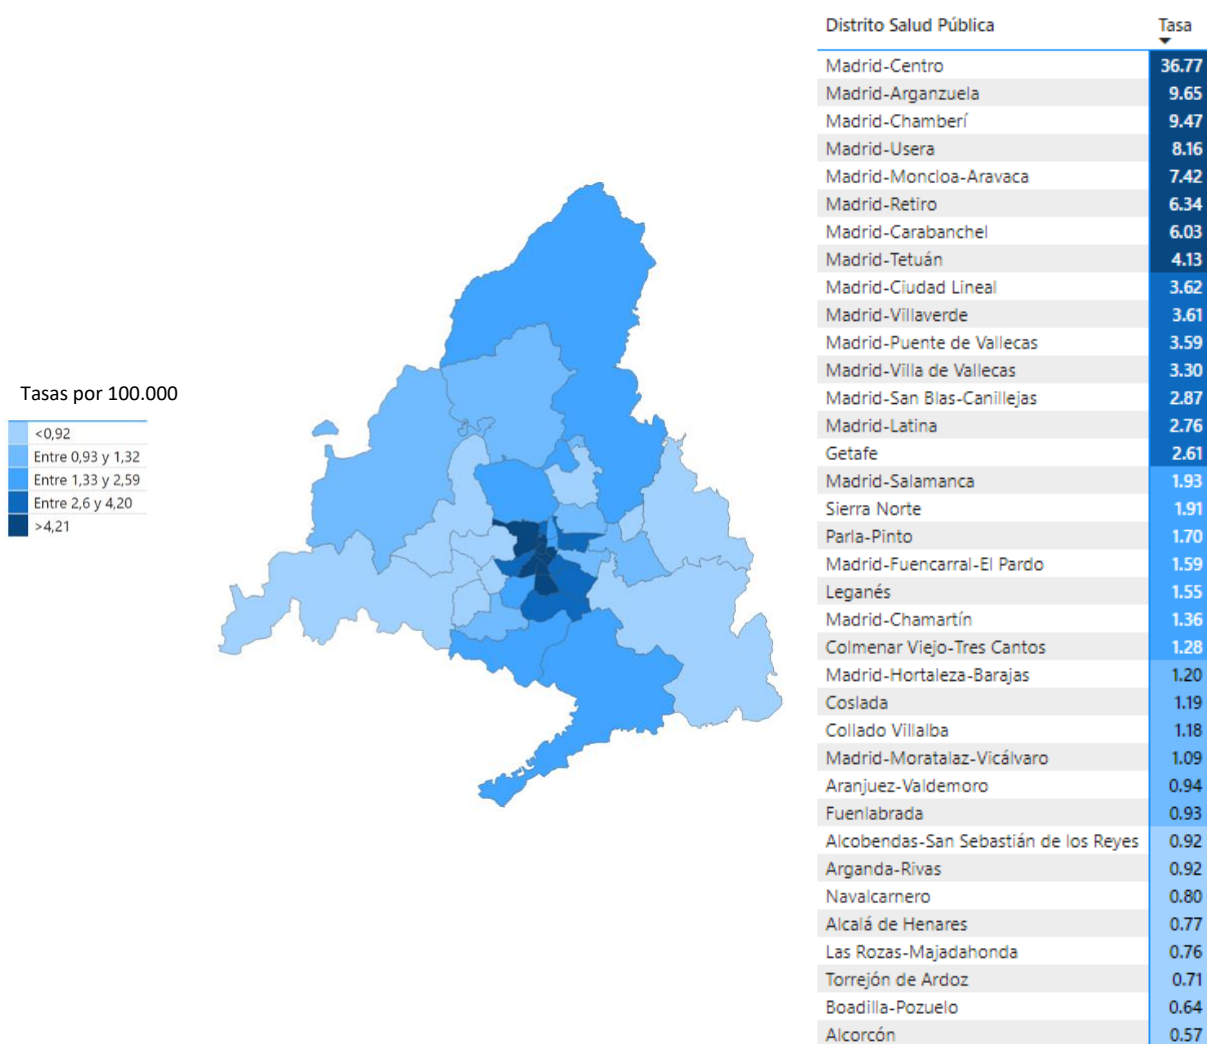 Distrito Salud Pública Tasa
Madrid-Centro 36.77
Madrid-Arganzuela 9.65
Madrid-Chamberí 9.47
Madrid-Usera 8.16
Madrid-Moncloa-Aravaca 7.42
Madrid-Retiro 6.34
Madrid-Carabanchel 6.03
Madrid-Tetuán 4.13
Madrid-Ciudad Lineal 3.62
Madrid-Villaverde 3.61
Madrid-Puente de Vallecas 3.59
Madrid-Villa de Vallecas 3.30
Madrid-San Blas-Canillejas 2.87
Madrid-Latina 2.76
Getafe 2.61
Madrid-Salamanca 1.93
Sierra Norte 1.91
Parla-Pinto 1.70
Madrid-Fuencarral-El Pardo 1.59
Leganés 1.55
Madrid-Chamartín 1.36
Colmenar Viejo-Tres Cantos 1.28
Madrid-Hortaleza-Barajas 1.20
Coslada 1.19
Collado Villalba 1.18
Madrid-Moratalaz-Vicálvaro 1.09
Aranjuez-Valdemoro 0.94
Fuenlabrada 0.93
Alcobendas-San Sebastián de los Reyes 0.92
Arganda-Rivas 0.92
Navalcarnero 0.80
Alcalá de Henares 0.77
Las Rozas-Majadahonda 0.76
Torrejón de Ardoz 0.71
Boadilla-Pozuelo 0.64
Alcorcón 0.57
Tasas por 100.000
<0,92
Entre 0,93 y 1,32
Entre 1,33 y 2,59
Entre 2,6 y 4,20
>4,21